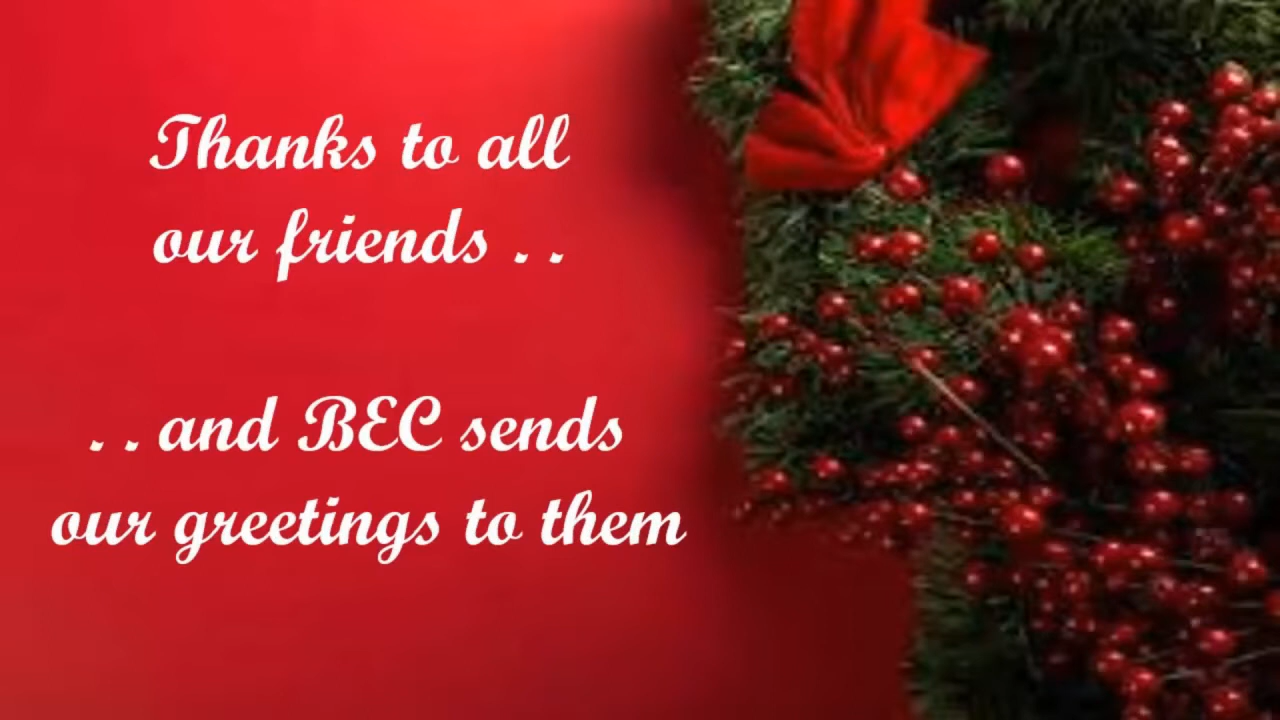 Thanks to all
our friends . .
. . and BEC sends
our greetings to them